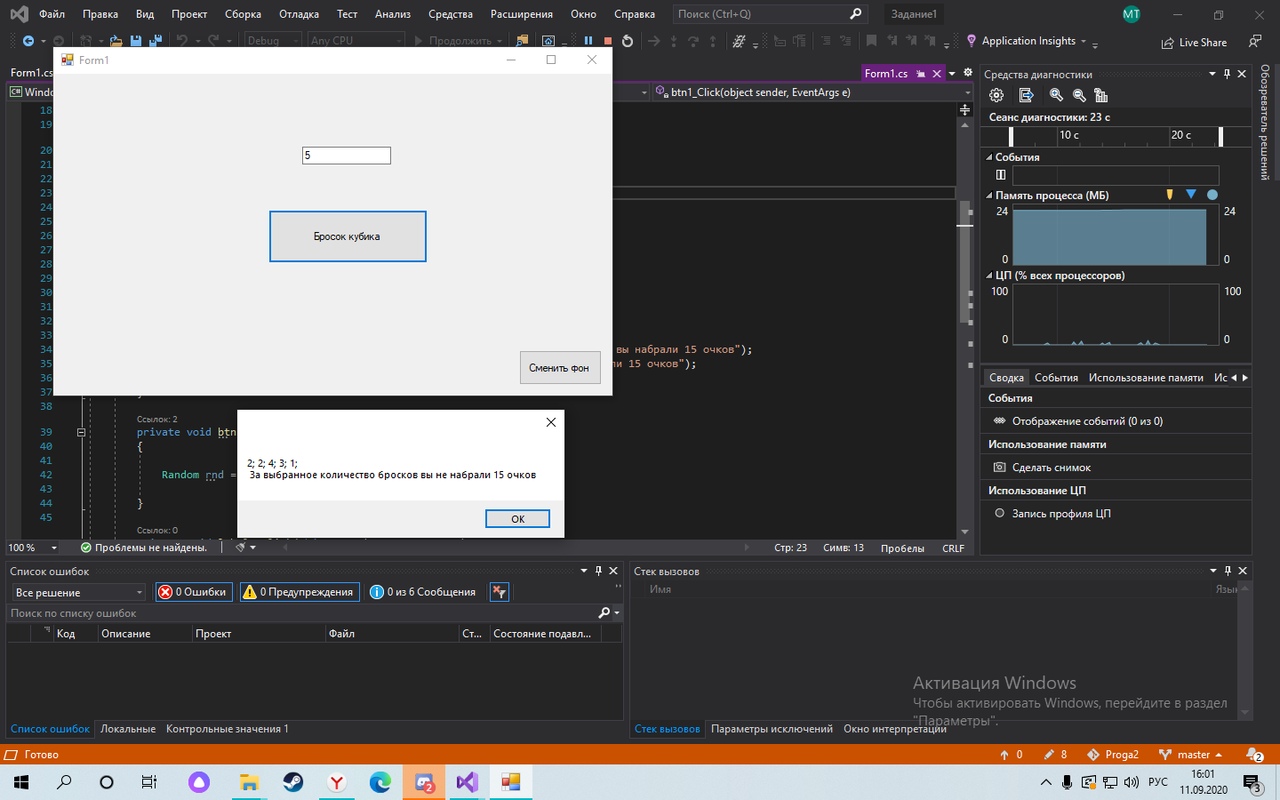 Файл Правка Вид Проект Сборка Отладка Тест Анализ Средства Расширения Окно Справка Поиск (Ctrl+Q) Задание1 МТ
Debug Any CPU Продолжить Application Insights Live Share
Form1.cs Form1.cs
Form1
Windo btn1_Click(object sender, EventArgs e)
18
19
20
21
22
23
24
25
26
27
28
29
30
31
32
33
34 вы набрали 15 очков");
35 ли 15 очков");
36
37
38
Ссылок: 2
39 private void btn
40 {
41
42 Random rnd =
43
44 }
45
Ссылок: 0
5
Бросок кубика
Сменить фон
2; 2; 4; 3; 1;
За выбранное количество бросков вы не набрали 15 очков
OK
100 % Проблемы не найдены. Стр: 23 Симв: 13 Пробелы CRLF
Средства диагностики
Сеанс диагностики: 23 с
10 с 20 с
События
Память процесса (МБ)
24 24
0 0
ЦП (% всех процессоров)
100 100
0 0
Сводка События Использование памяти Ис
События
Отображение событий (0 из 0)
Использование памяти
Сделать снимок
Использование ЦП
Запись профиля ЦП
Обозреватель решений
Список ошибок
Все решение 0 Ошибки 0 Предупреждения 0 из 6 Сообщения
Поиск по списку ошибок
Код Описание Проект Файл Ст... Состояние подавл...
Список ошибок Локальные Контрольные значения 1
Стек вызовов
Имя Язык
Активация Windows
Чтобы активировать Windows, перейдите в раздел
"Параметры".
Стек вызовов Параметры исключений Окно интерпретации
Готово 0 8 Proga2 master 2
2 РУС 16:01
11.09.2020 3